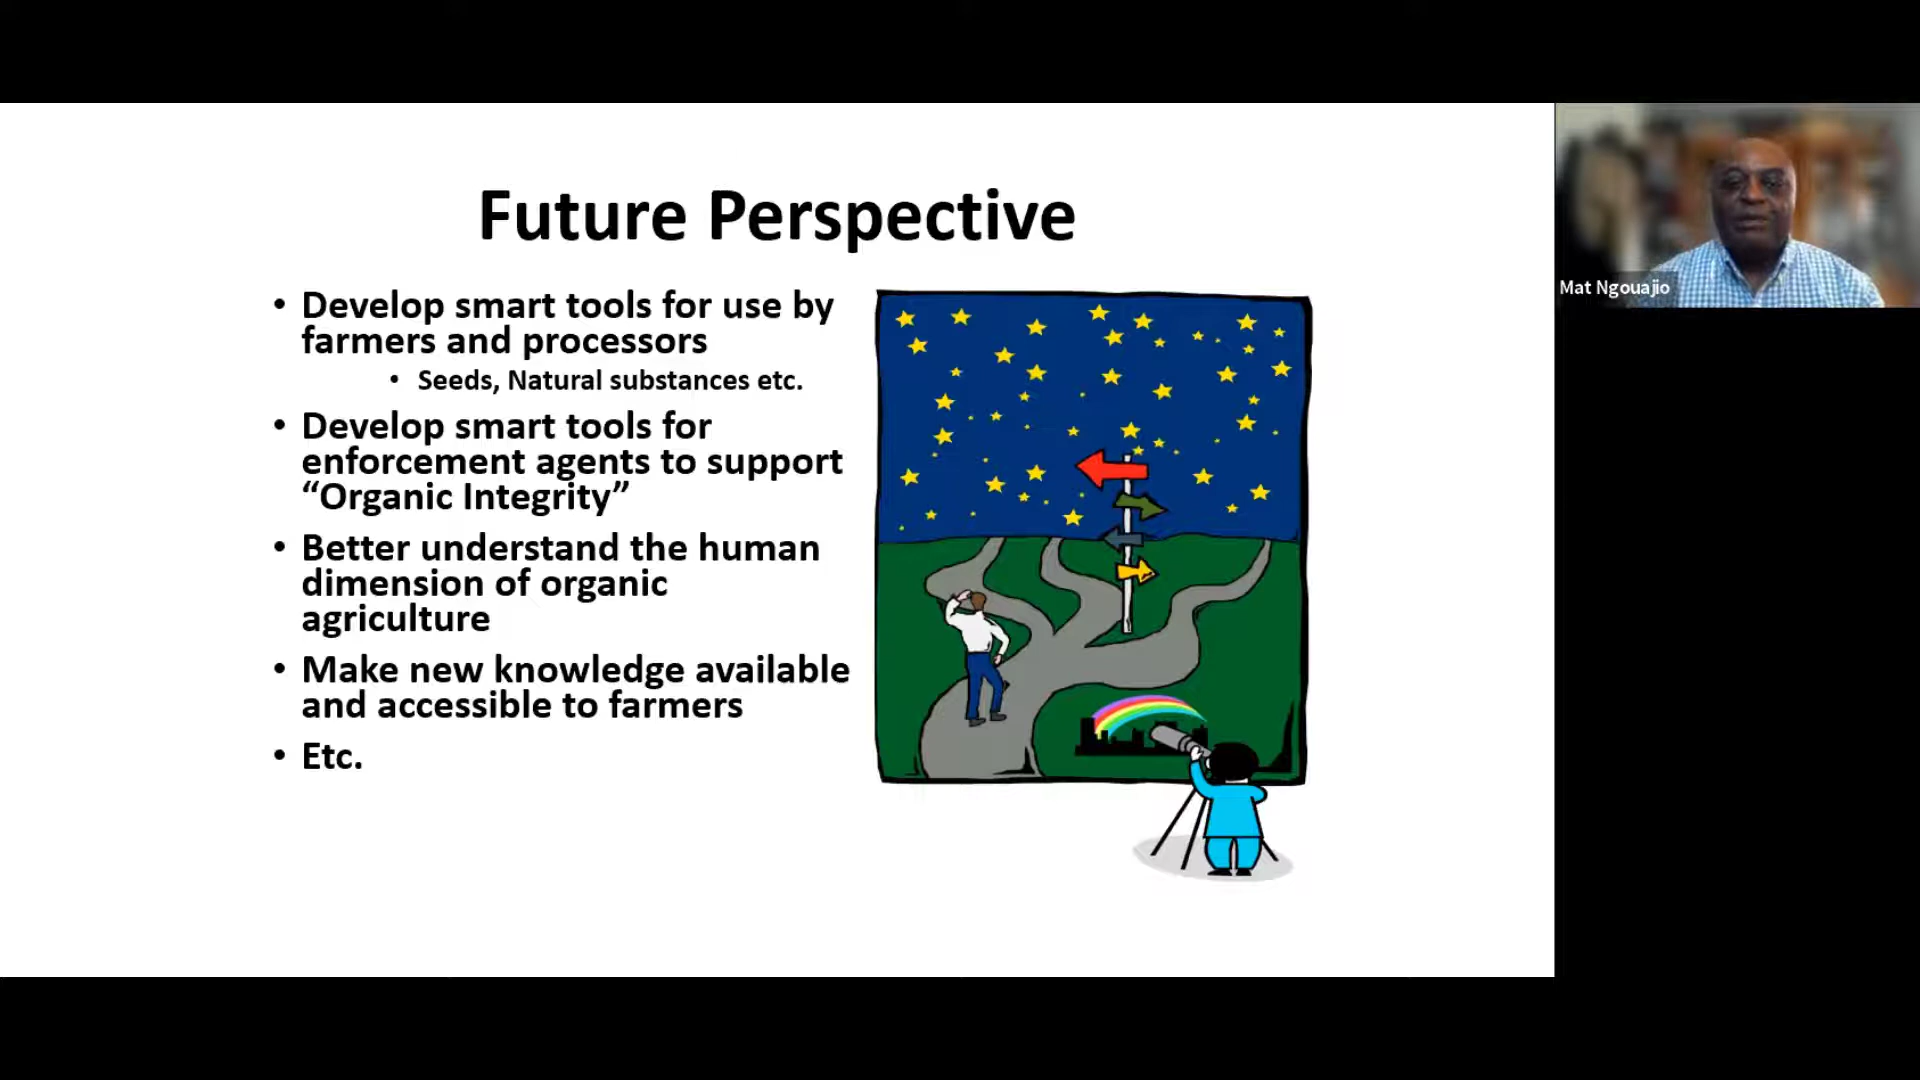 Future Perspective
• Develop smart tools for use by
farmers and processors
• Seeds, Natural substances etc.
• Develop smart tools for
enforcement agents to support
“Organic Integrity”
• Better understand the human
dimension of organic
agriculture
• Make new knowledge available
and accessible to farmers
• Etc.
Mat Ngouajio